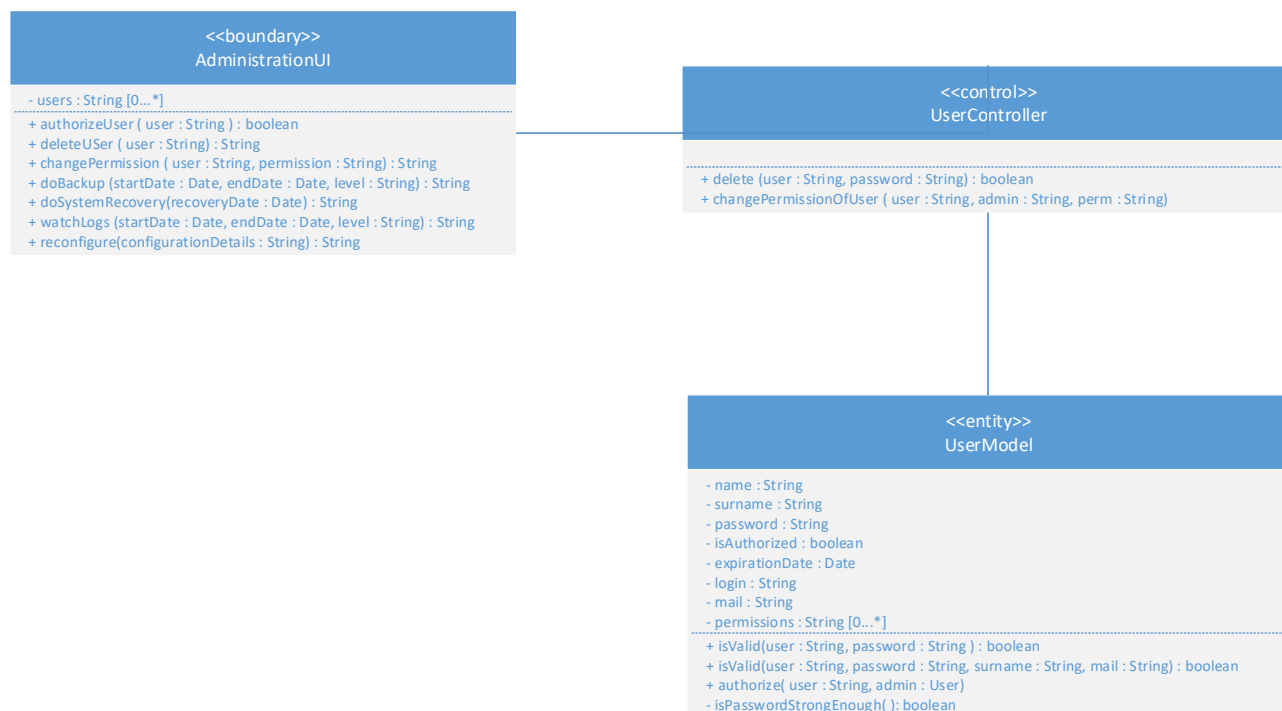 <<boundary>>
AdministrationUI
- users : String [0...*]
+ authorizeUser ( user : String ) : boolean
+ deleteUSer ( user : String) : String
+ changePermission ( user : String, permission : String) : String
+ doBackup (startDate : Date, endDate : Date, level : String) : String
+ doSystemRecovery(recoveryDate : Date) : String
+ watchLogs (startDate : Date, endDate : Date, level : String) : String
+ reconfigure(configurationDetails : String) : String
<<control>>
UserController
+ delete (user : String, password : String) : boolean
+ changePermissionOfUser ( user : String, admin : String, perm : String)
<<entity>>
UserModel
- name : String
- surname : String
- password : String
- isAuthorized : boolean
- expirationDate : Date
- login : String
- mail : String
- permissions : String [0...*]
+ isValid(user : String, password : String ) : boolean
+ isValid(user : String, password : String, surname : String, mail : String) : boolean
+ authorize( user : String, admin : User)
- isPasswordStrongEnough( ): boolean